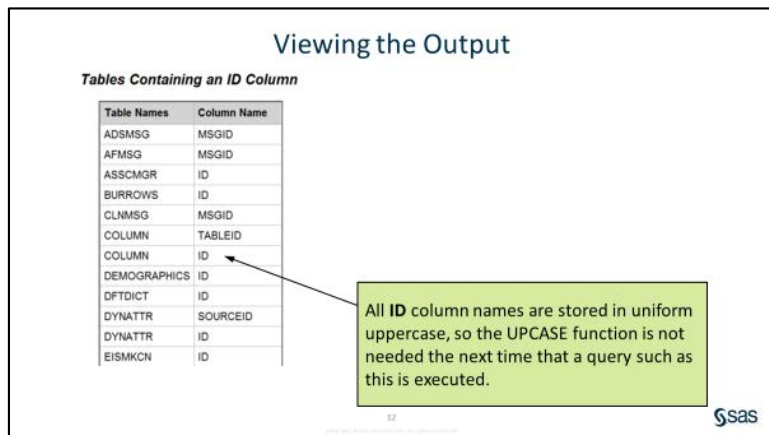 Viewing the Output
Tables Containing an ID Column
Table Names Column Name
ADSMSG MSGID
AFMSG MSGID
ASSCMGR ID
BURROWS ID
CLNMSG MSGID
COLUMN TABLEID
COLUMN ID
DEMOGRAPHICS ID
DFTDICT ID
DYNATTR SOURCEID
DYNATTR ID
EISMKCN ID
All ID column names are stored in uniform
uppercase, so the UPCASE function is not
needed the next time that a query such as
this is executed.
12
sas